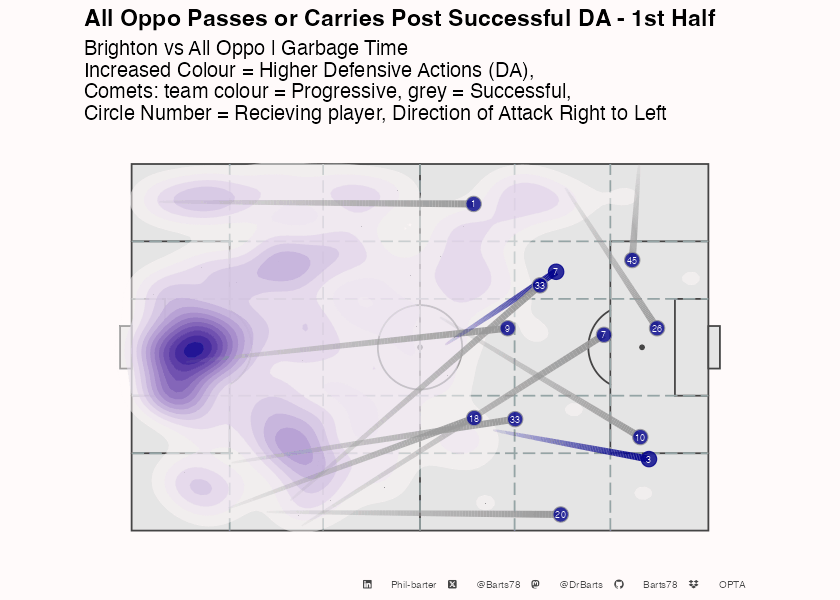 All Oppo Passes or Carries Post Successful DA - 1st Half
Brighton vs All Oppo | Garbage Time
Increased Colour = Higher Defensive Actions (DA),
Comets: team colour = Progressive, grey = Successful,
Circle Number = Recieving player, Direction of Attack Right to Left
1
45
7
33
9
26
7
18
33
10
3
20
Phil-barter @Barts78 @DrBarts Barts78 OPTA